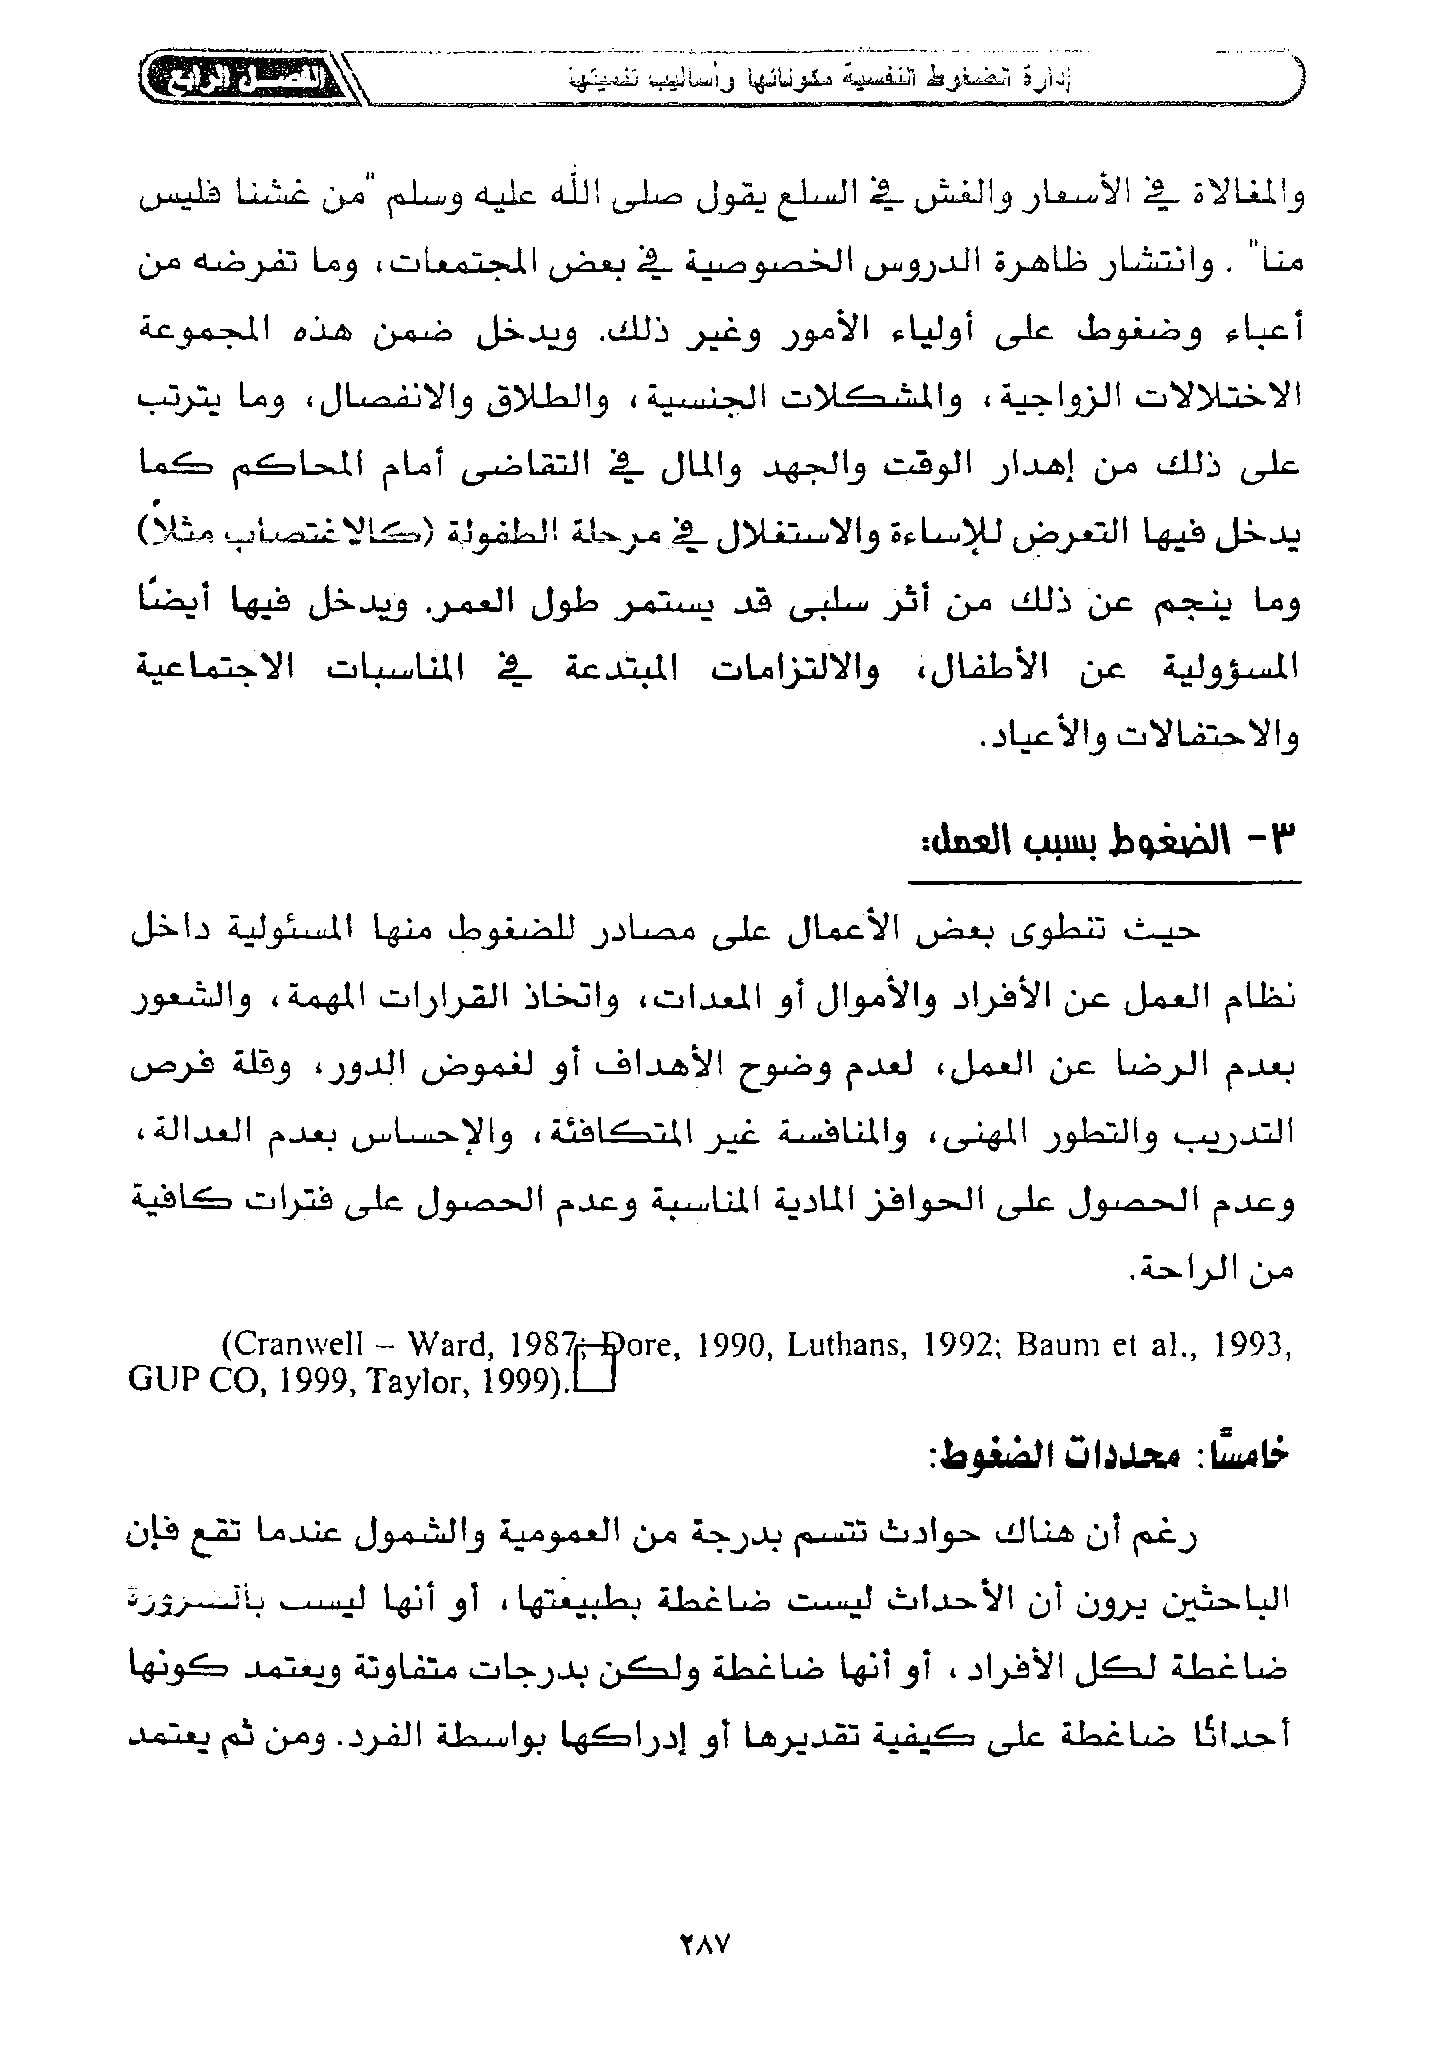 إدارة الضغوط النفسية مكوناتها وأساليب تنميتها
الفصل الرابع
والمغالاة في الأسعار والغش في السلع يقول صلى الله عليه وسلم "من غشنا فليس
منا" . وانتشار ظاهرة الدروس الخصوصية في بعض المجتمعات، وما تفرضه من
أعباء وضغوط على أولياء الأمور وغير ذلك. ويدخل ضمن هذه المجموعة
الاختلالات الزواجية، والمشكلات الجنسية، والطلاق والانفصال، وما يترتب
على ذلك من إهدار الوقت والجهد والمال في التقاضى أمام المحاكم كما
يدخل فيها التعرض للإساءة والاستغلال في مرحلة الطفولة (كالاغتصاب مثلاً)
وما ينجم عن ذلك من أثر سلبى قد يستمر طول العمر. ويدخل فيها أيضًا
المسؤولية عن الأطفال، والالتزامات المبتدعة في المناسبات الاجتماعية
والاحتفالات والأعياد.
٣- الضغوط بسبب العمل:
حيث تنطوى بعض الأعمال على مصادر للضغوط منها المسئولية داخل
نظام العمل عن الأفراد والأموال أو المعدات، واتخاذ القرارات المهمة، والشعور
بعدم الرضا عن العمل، لعدم وضوح الأهداف أو لغموض الدور، وقلة فرص
التدريب والتطور المهنى، والمنافسة غير المتكافئة، والإحساس بعدم العدالة،
وعدم الحصول على الحوافز المادية المناسبة وعدم الحصول على فترات كافية
من الراحة.
(Cranwell – Ward, 1987; Dore, 1990, Luthans, 1992; Baum et al., 1993,
GUP CO, 1999, Taylor, 1999).
خامسًا: محددات الضغوط:
رغم أن هناك حوادث تتسم بدرجة من العمومية والشمول عندما تقع فإن
الباحثين يرون أن الأحداث ليست ضاغطة بطبيعتها، أو أنها ليست بالضرورة
ضاغطة لكل الأفراد، أو أنها ضاغطة ولكن بدرجات متفاوتة ويعتمد كونها
أحداثًا ضاغطة على كيفية تقديرها أو إدراكها بواسطة الفرد. ومن ثم يعتمد
٢٨٧